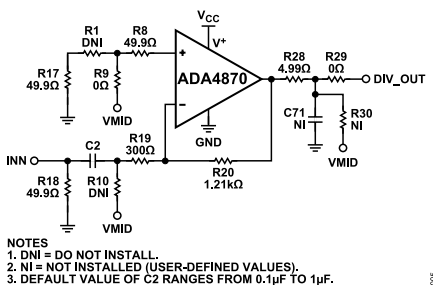 VCC
R1
DNI
R8
49.9Ω
V+
R17
49.9Ω
R9
0Ω
VMID
+
ADA4870
–
GND
R28
4.99Ω
R29
0Ω
DIV_OUT
C71
NI
R30
NI
VMID
INN
C2
R19
300Ω
R20
1.21kΩ
R18
49.9Ω
R10
DNI
VMID
NOTES
1. DNI = DO NOT INSTALL.
2. NI = NOT INSTALLED (USER-DEFINED VALUES).
3. DEFAULT VALUE OF C2 RANGES FROM 0.1µF TO 1µF.